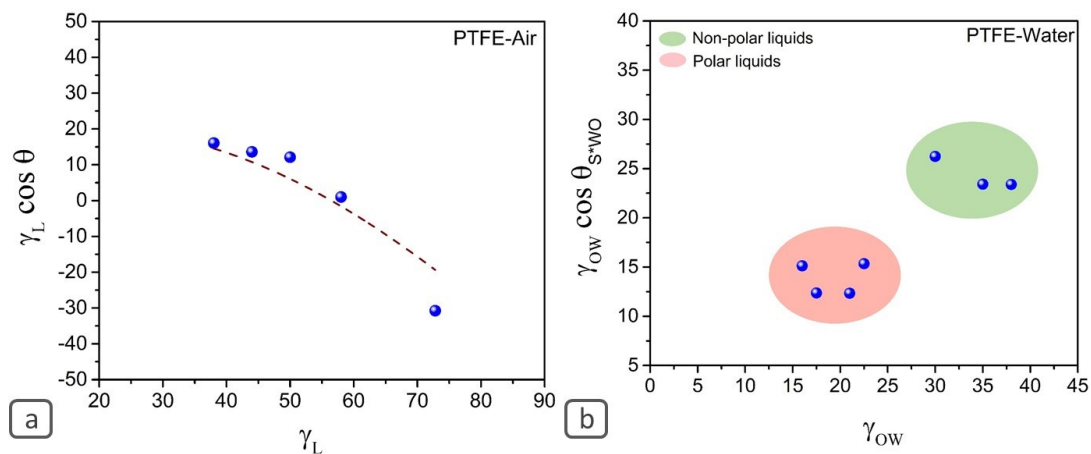 PTFE-Air
γL cos θ
50
40
30
20
10
0
-10
-20
-30
-40
-50
20 30 40 50 60 70 80 90
γL
a
PTFE-Water
Non-polar liquids
Polar liquids
γOW cos θS*WO
40
35
30
25
20
15
10
5
0 5 10 15 20 25 30 35 40 45
γOW
b